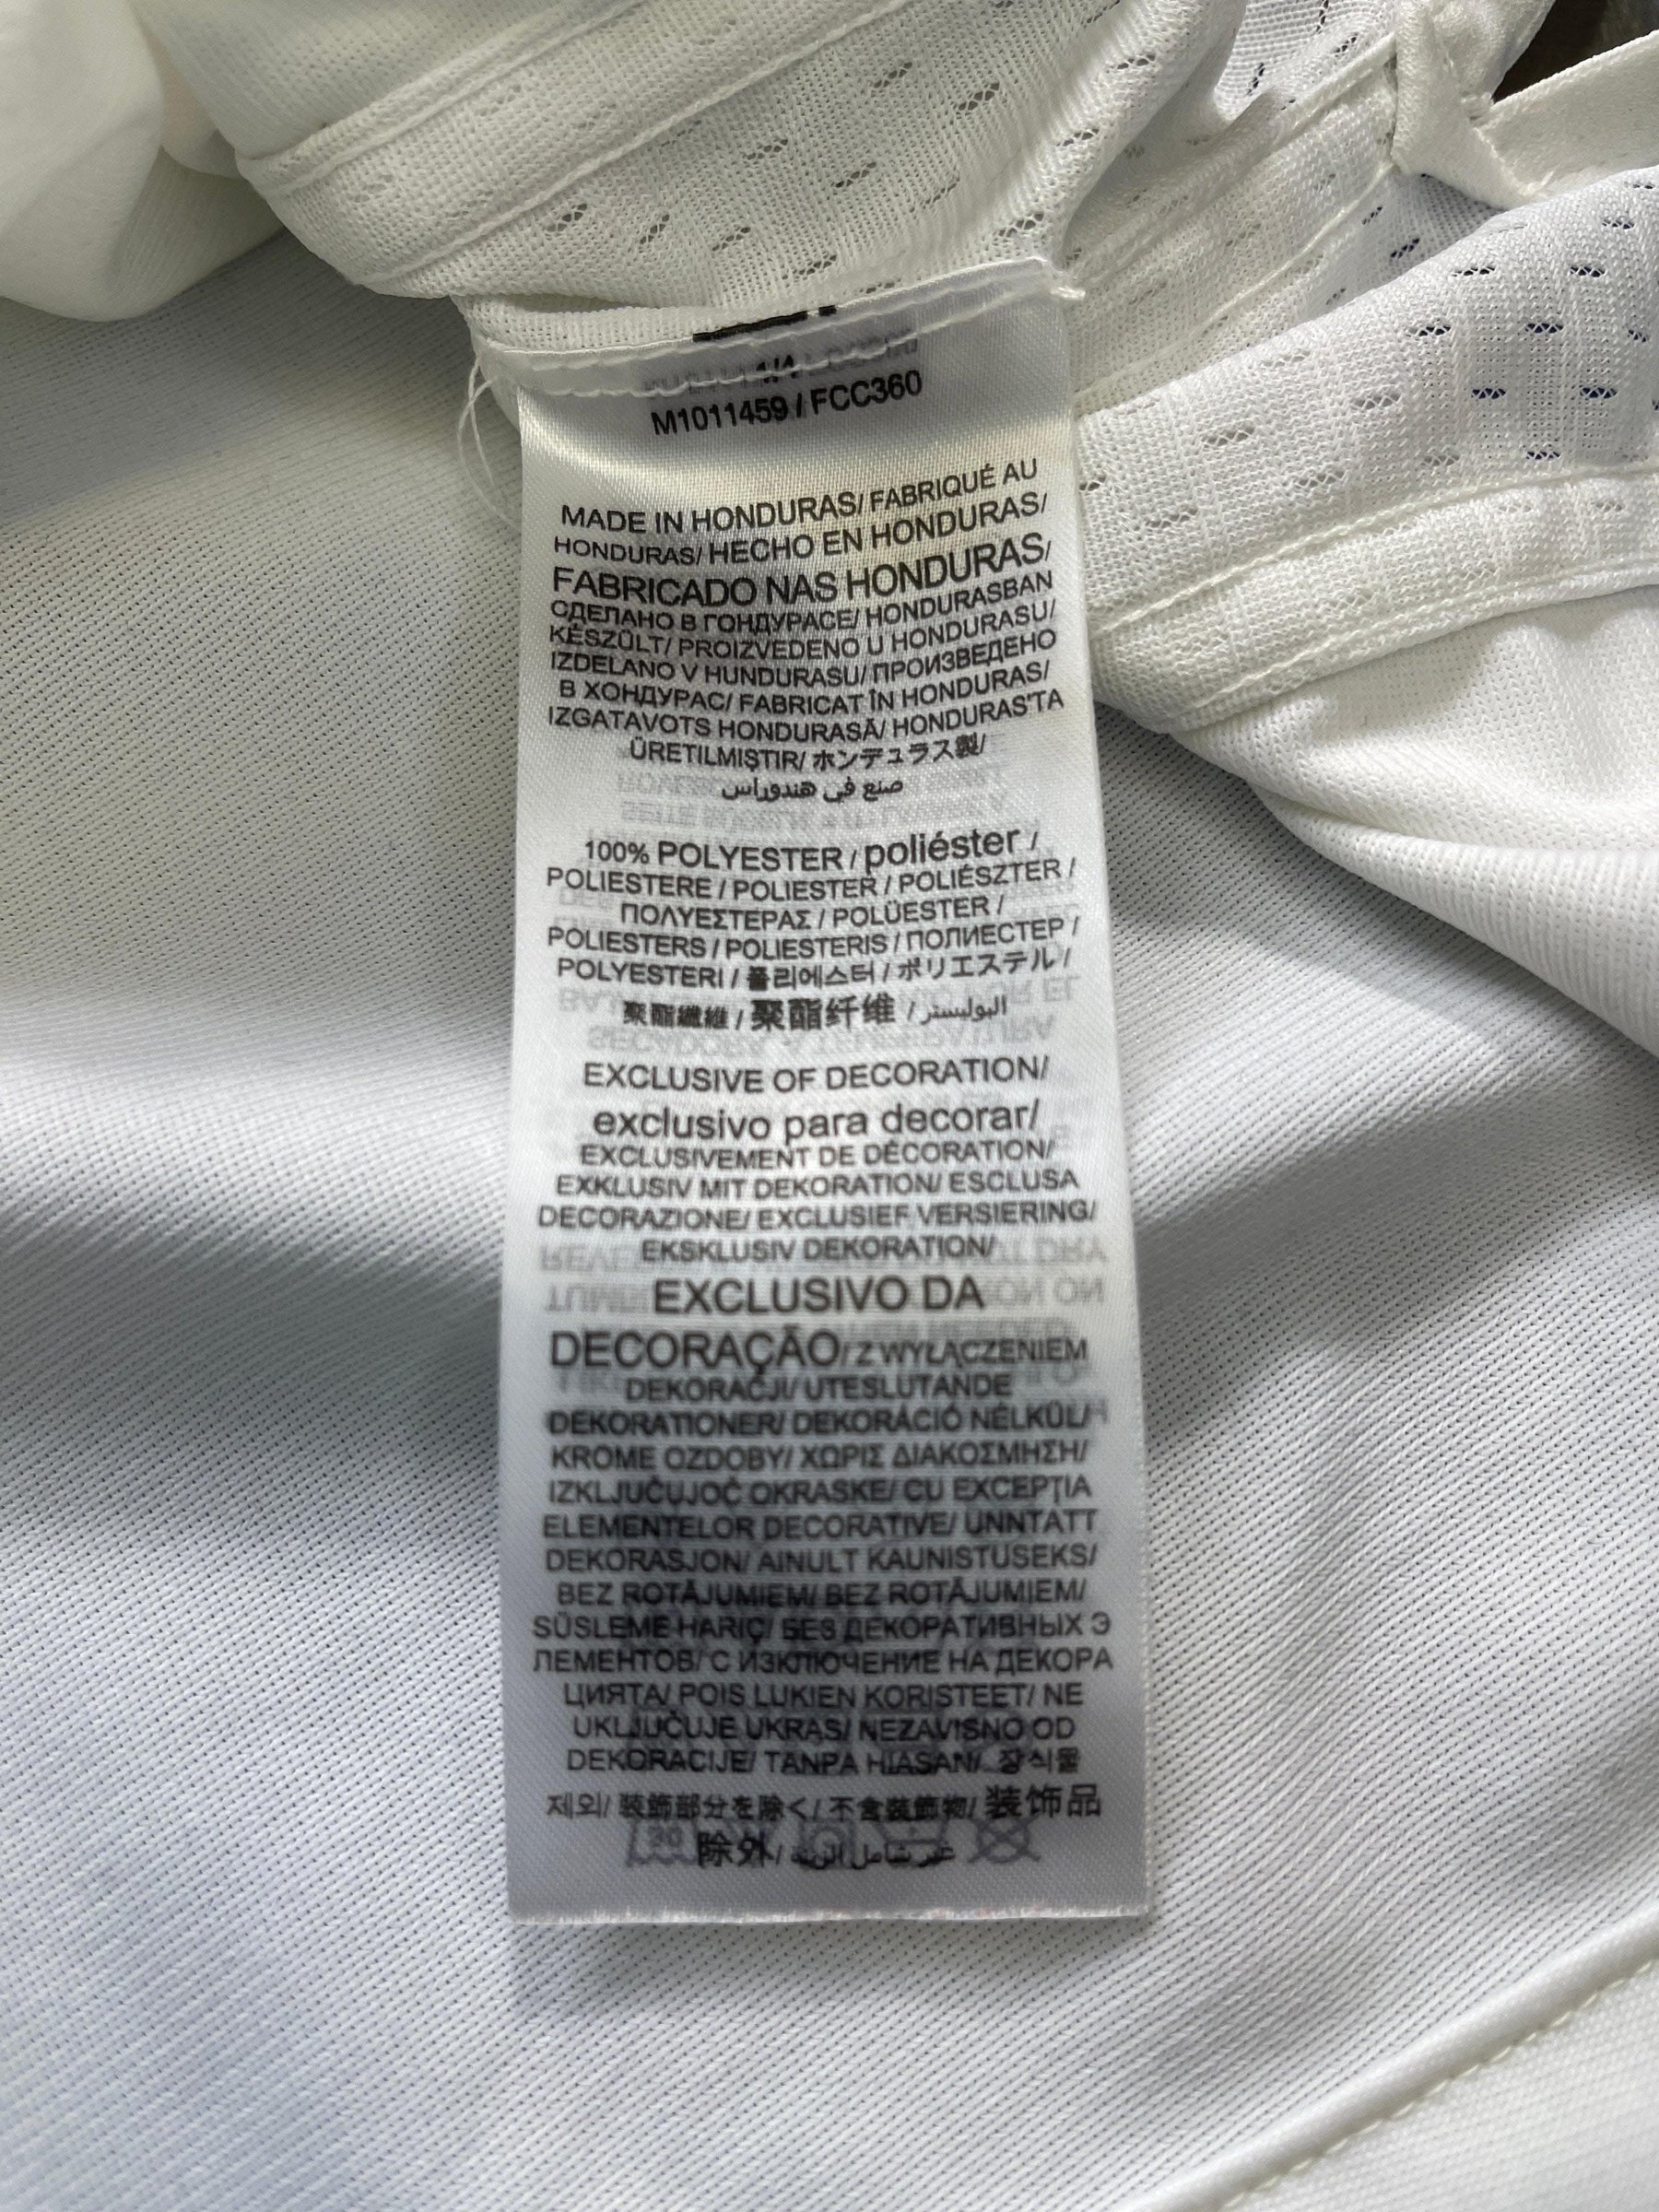 1/4
M1011459 / FCC360
MADE IN HONDURAS/ FABRIQUÉ AU
HONDURAS/ HECHO EN HONDURAS/
FABRICADO NAS HONDURAS/
СДЕЛАНО В ГОНДУРАСЕ/ HONDURASBAN
KÉSZÜLT/ PROIZVEDENO U HONDURASU/
IZDELANO V HUNDURASU/ ПРОИЗВЕДЕНО
В ХОНДУРАС/ FABRICAT ÎN HONDURAS/
IZGATAVOTS HONDURASĀ/ HONDURAS'TA
ÜRETILMIŞTIR/ ホンデュラス製/
صنع في هندوراس
100% POLYESTER / poliéster /
POLIESTERE / POLIESTER / POLIÉSZTER /
ΠΟΛΥΕΣΤΕΡΑΣ / POLÜESTER /
POLIESTERS / POLIESTERIS / ПОЛИЕСТЕР /
POLYESTERI / 폴리에스터 / ポリエステル /
聚酯纖維 / 聚酯纤维 / البوليستر
EXCLUSIVE OF DECORATION/
exclusivo para decorar/
EXCLUSIVEMENT DE DÉCORATION/
EXKLUSIV MIT DEKORATION/ ESCLUSA
DECORAZIONE/ EXCLUSIEF VERSIERING/
EKSKLUSIV DEKORATION/
EXCLUSIVO DA
DECORAÇÃO/ Z WYŁĄCZENIEM
DEKORACJI/ UTESLUTANDE
DEKORATIONER/ DEKORÁCIÓ NÉLKÜL/
KROME OZDOBY/ ΧΩΡΙΣ ΔΙΑΚΟΣΜΗΣΗ/
IZKLJUČUJOČ OKRASKE/ CU EXCEPŢIA
ELEMENTELOR DECORATIVE/ UNNTATT
DEKORASJON/ AINULT KAUNISTUSEKS/
BEZ ROTĀJUMIEM/ BEZ ROTĀJUMIEM/
SÜSLEME HARIÇ/ БЕЗ ДЕКОРАТИВНЫХ Э
ЛЕМЕНТОВ/ С ИЗКЛЮЧЕНИЕ НА ДЕКОРА
ЦИЯТА/ POIS LUKIEN KORISTEET/ NE
UKLJUČUJE UKRAS/ NEZAVISNO OD
DEKORACIJE/ TANPA HIASAN/ 장식물
제외/ 装飾部分を除く/ 不含裝飾物/ 装饰品
除外/